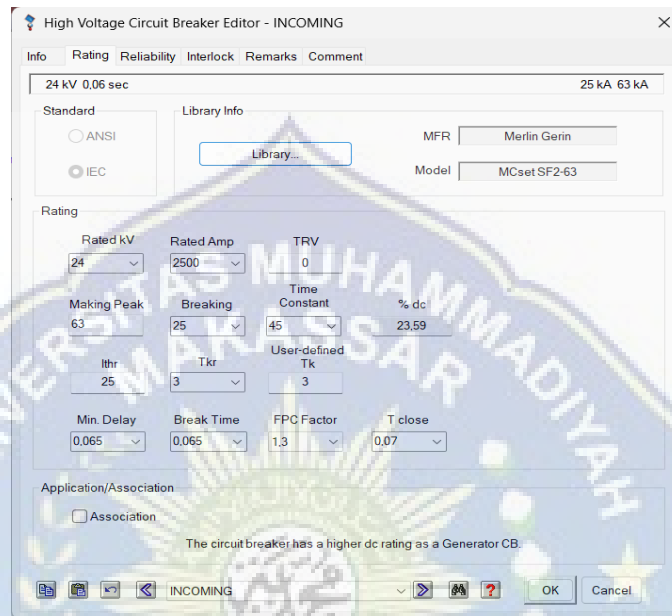 High Voltage Circuit Breaker Editor - INCOMING
Info Rating Reliability Interlock Remarks Comment
24 kV 0,06 sec 25 kA 63 kA
Standard Library Info
ANSI
IEC
Library...
MFR Merlin Gerin
Model MCset SF2-63
Rating
Rated kV Rated Amp TRV
24 2500 0
Making Peak Breaking Time Constant % dc
63 25 45 23,59
Ithr Tkr User-defined Tk
25 3 3
Min. Delay Break Time FPC Factor T close
0,065 0,065 1,3 0,07
Application/Association
Association
The circuit breaker has a higher dc rating as a Generator CB.
INCOMING ? OK Cancel
UNIVERSITAS MUHAMMADIYAH
MAKASSAR